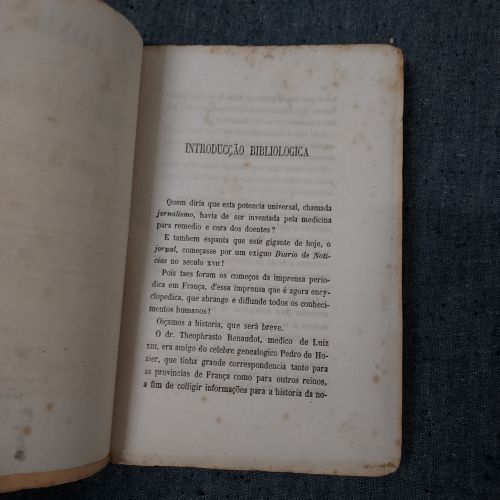 INTRODUCÇÃO BIBLIOLOGICA
Quem diria que esta potencia universal, chamada
jornalismo, havia de ser inventada pela medicina
para remedio e cura dos doentes?
E tambem espanta que este gigante de hoje, o
jornal, começasse por um exiguo Diario de Noti-
cias no seculo XVII!
Pois taes foram os começos da imprensa perio-
dica em França, d'essa imprensa que é agora ency-
clopedica, que abrange e diffunde todos os conheci-
mentos humanos!
Oiçamos a historia, que será breve.
O dr. Theophrasto Renaudot, medico de Luiz
XIII, era amigo do celebre genealogico Pedro de Ho-
zier, que tinha grande correspondencia tanto para
as provincias de França como para outros reinos,
a fim de colligir informações para a historia da no-